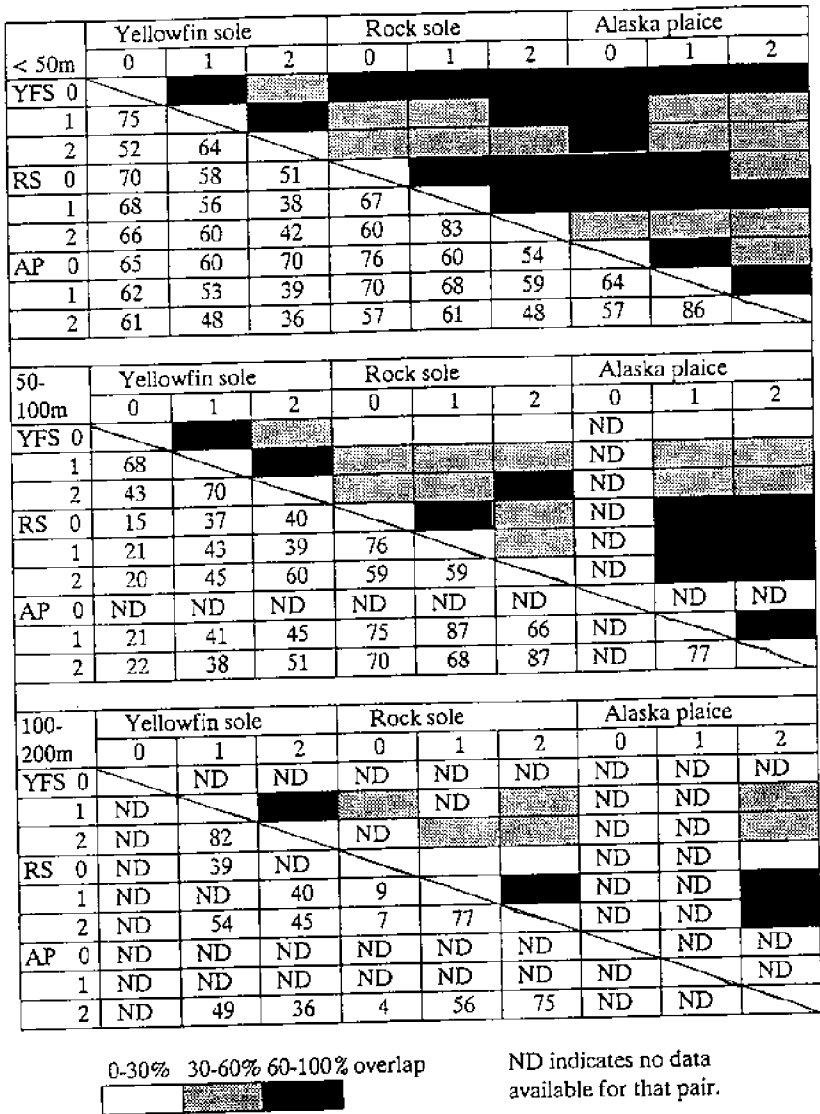 Yellowfin sole Rock sole Alaska plaice
< 50m 0 1 2 0 1 2 0 1 2
YFS 0
1 75
2 52 64
RS 0 70 58 51
1 68 56 38 67
2 66 60 42 60 83
AP 0 65 60 70 76 60 54
1 62 53 39 70 68 59 64
2 61 48 36 57 61 48 57 86
50- Yellowfin sole Rock sole Alaska plaice
100m 0 1 2 0 1 2 0 1 2
YFS 0 ND
1 68 ND
2 43 70 ND
RS 0 15 37 40 ND
1 21 43 39 76 ND
2 20 45 60 59 59 ND
AP 0 ND ND ND ND ND ND ND ND
1 21 41 45 75 87 66 ND
2 22 38 51 70 68 87 ND 77
100- Yellowfin sole Rock sole Alaska plaice
200m 0 1 2 0 1 2 0 1 2
YFS 0 ND ND ND ND ND ND ND ND
1 ND ND ND ND
2 ND 82 ND ND ND
RS 0 ND 39 ND ND ND
1 ND ND 40 9 ND ND
2 ND 54 45 7 77 ND ND
AP 0 ND ND ND ND ND ND ND ND
1 ND ND ND ND ND ND ND ND
2 ND 49 36 4 56 75 ND ND
0-30% 30-60% 60-100% overlap
ND indicates no data
available for that pair.